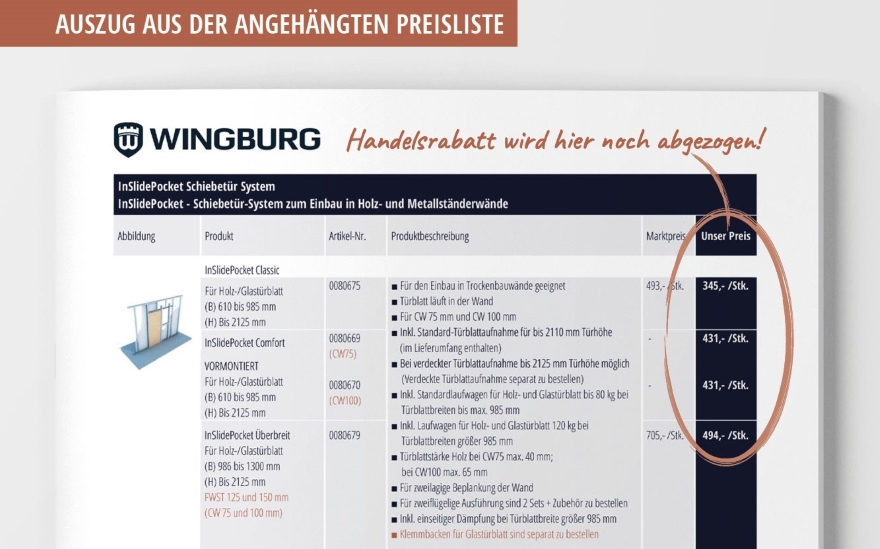 AUSZUG AUS DER ANGEHÄNGTEN PREISLISTE
WINGBURG
Handelsrabatt wird hier noch abgezogen!
InSlidePocket Schiebetür System
InSlidePocket - Schiebetür-System zum Einbau in Holz- und Metallständerwände
Abbildung Produkt Artikel-Nr. Produktbeschreibung Marktpreis Unser Preis
InSlidePocket Classic
Für Holz-/Glastürblatt
(B) 610 bis 985 mm
(H) Bis 2125 mm
0080675
493,- /Stk. 345,- /Stk.
InSlidePocket Comfort
VORMONTIERT
Für Holz-/Glastürblatt
(B) 610 bis 985 mm
(H) Bis 2125 mm
0080669
(CW75)
0080670
(CW100)
- 431,- /Stk.
- 431,- /Stk.
InSlidePocket Überbreit
Für Holz-/Glastürblatt
(B) 986 bis 1300 mm
(H) Bis 2125 mm
FWST 125 und 150 mm
(CW 75 und 100 mm)
0080679
705,- /Stk. 494,- /Stk.
■ Für den Einbau in Trockenbauwände geeignet
■ Türblatt läuft in der Wand
■ Für CW 75 mm und CW 100 mm
■ Inkl. Standard-Türblattaufnahme für bis 2110 mm Türhöhe
(im Lieferumfang enthalten)
■ Bei verdeckter Türblattaufnahme bis 2125 mm Türhöhe möglich
(Verdeckte Türblattaufnahme separat zu bestellen)
■ Inkl. Standardlaufwagen für Holz- und Glastürblatt bis 80 kg bei
Türblattbreiten bis max. 985 mm
■ Inkl. Laufwagen für Holz- und Glastürblatt 120 kg bei
Türblattbreiten größer 985 mm
■ Türblattstärke Holz bei CW75 max. 40 mm;
bei CW100 max. 65 mm
■ Für zweilagige Beplankung der Wand
■ Für zweiflügelige Ausführung sind 2 Sets + Zubehör zu bestellen
■ Inkl. einseitiger Dämpfung bei Türblattbreite größer 985 mm
■ Klemmbacken für Glastürblatt sind separat zu bestellen